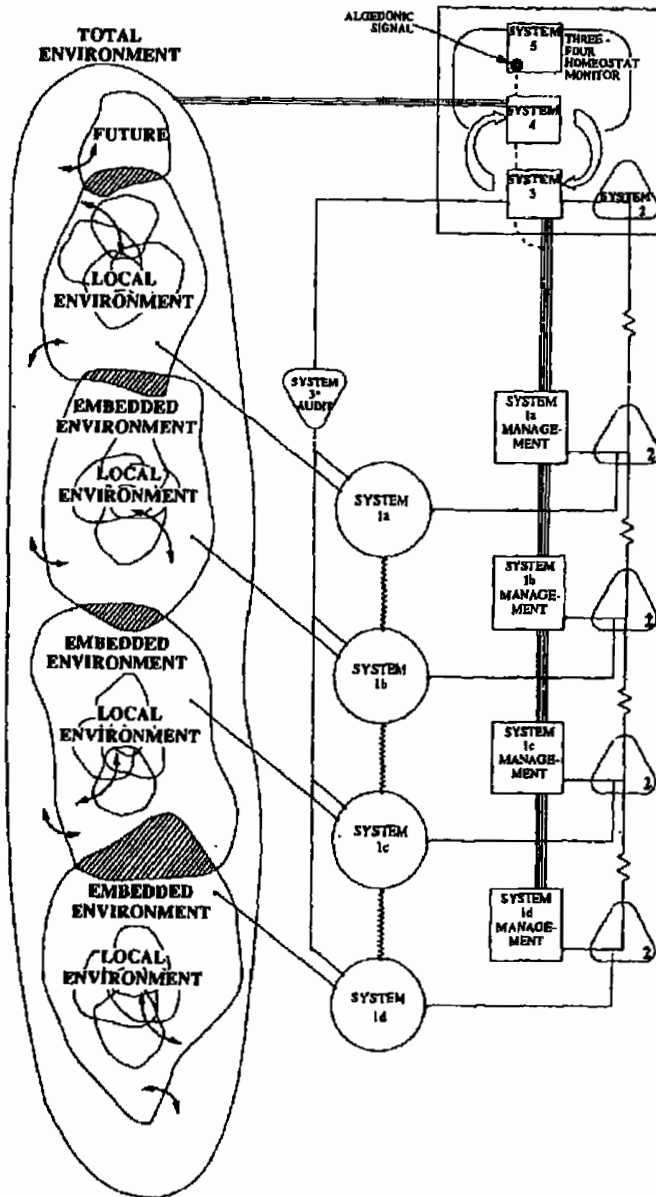 TOTAL
ENVIRONMENT
FUTURE
LOCAL
ENVIRONMENT
EMBEDDED
ENVIRONMENT
LOCAL
ENVIRONMENT
EMBEDDED
ENVIRONMENT
LOCAL
ENVIRONMENT
EMBEDDED
ENVIRONMENT
LOCAL
ENVIRONMENT
ALGEDONIC
SIGNAL
SYSTEM
5
THREE-
FOUR
HOMEOSTAT
MONITOR
SYSTEM
4
SYSTEM
3
SYSTEM
2
SYSTEM
3*
AUDIT
SYSTEM
1a
MANAGE-
MENT
2
SYSTEM
1a
SYSTEM
1b
MANAGE-
MENT
2
SYSTEM
1b
SYSTEM
1c
MANAGE-
MENT
2
SYSTEM
1c
SYSTEM
1d
MANAGE-
MENT
2
SYSTEM
1d